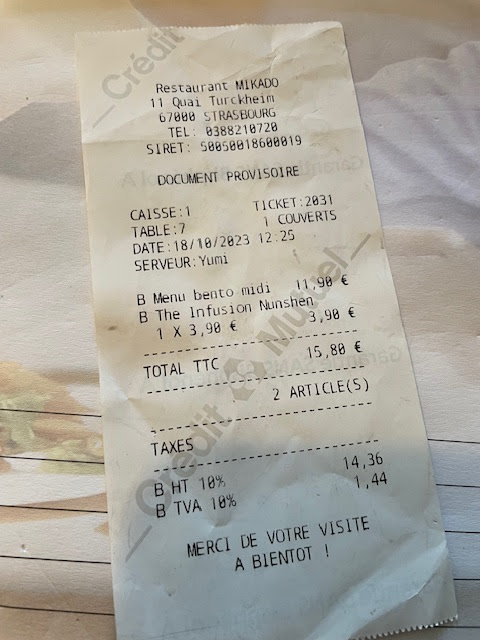 Restaurant MIKADO
11 Quai Turckheim
67000 STRASBOURG
TEL: 0388210720
SIRET: 50050018600019
DOCUMENT PROVISOIRE
CAISSE:1 TICKET:2031
TABLE:7 1 COUVERTS
DATE:18/10/2023 12:25
SERVEUR:Yumi
B Menu bento midi 11,90 €
B The Infusion Nunshen
1 X 3,90 € 3,90 €
TOTAL TTC 15,80 €
2 ARTICLE(S)
TAXES
B HT 10% 14,36
B TVA 10% 1,44
MERCI DE VOTRE VISITE
A BIENTOT !
Crédit
Crédit Mutuel